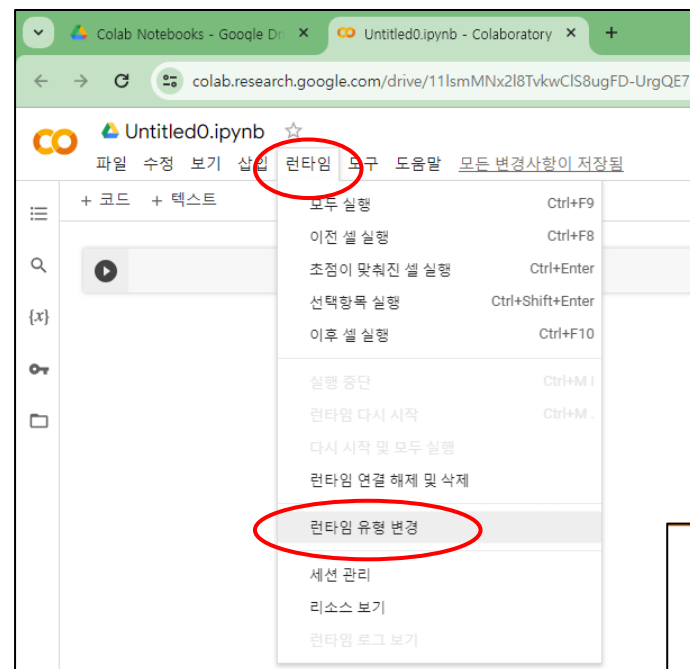 Colab Notebooks - Google Dri
Untitled0.ipynb - Colaboratory
colab.research.google.com/drive/11lsmMNx2l8TvkwClS8ugFD-UrgQE7
Untitled0.ipynb
파일 수정 보기 삽입 런타임 도구 도움말 모든 변경사항이 저장됨
+ 코드 + 텍스트
모두 실행 Ctrl+F9
이전 셀 실행 Ctrl+F8
초점이 맞춰진 셀 실행 Ctrl+Enter
선택항목 실행 Ctrl+Shift+Enter
이후 셀 실행 Ctrl+F10
{x}
실행 중단 Ctrl+M I
런타임 다시 시작 Ctrl+M .
다시 시작 및 모두 실행
런타임 연결 해제 및 삭제
런타임 유형 변경
세션 관리
리소스 보기
런타임 로그 보기